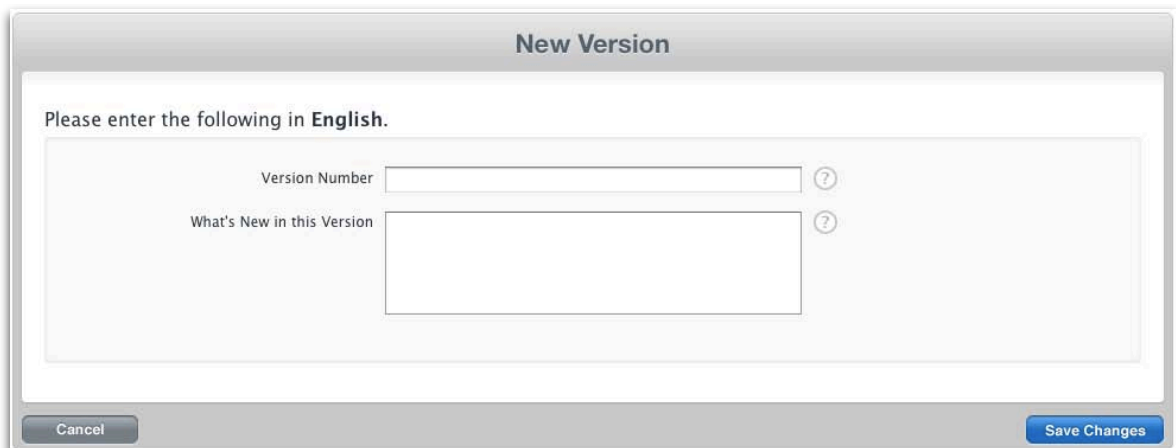 New Version
Please enter the following in English.
Version Number
?
What's New in this Version
?
Cancel
Save Changes